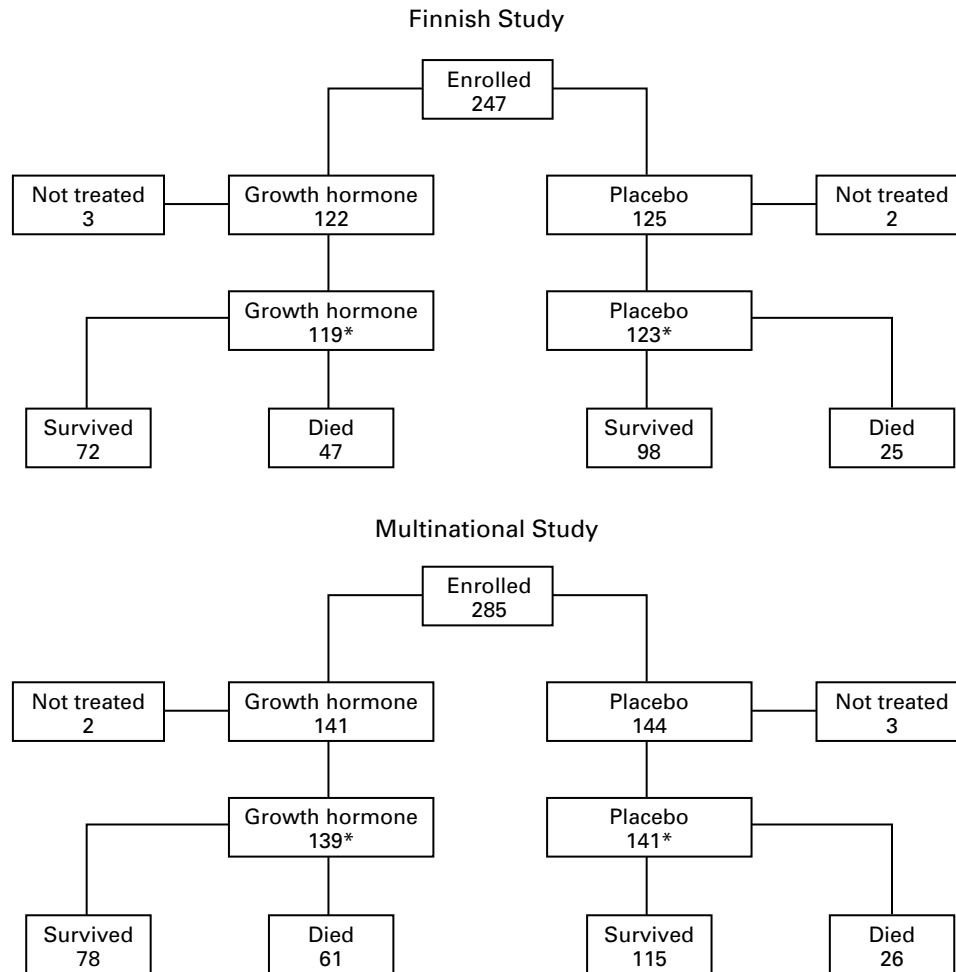 Finnish Study
Enrolled
247
Not treated
3
Growth hormone
122
Placebo
125
Not treated
2
Growth hormone
119*
Placebo
123*
Survived
72
Died
47
Survived
98
Died
25
Multinational Study
Enrolled
285
Not treated
2
Growth hormone
141
Placebo
144
Not treated
3
Growth hormone
139*
Placebo
141*
Survived
78
Died
61
Survived
115
Died
26